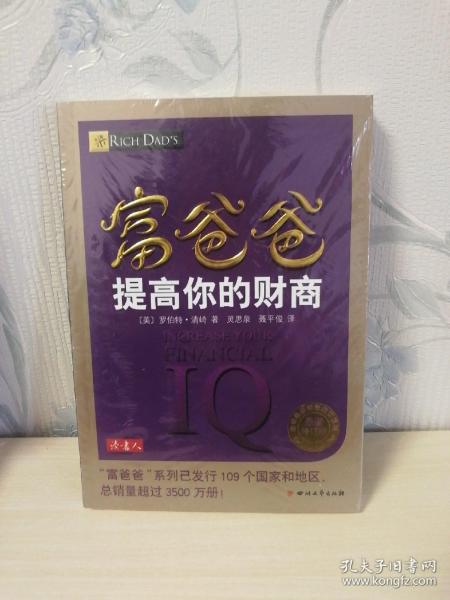 RICH DAD'S
富爸爸
提高你的财商
〔美〕罗伯特·清崎 著 灵思泉 聂平俊 译
INCREASE YOUR
FINANCIAL
IQ
读书人
“富爸爸”系列已发行109个国家和地区，
总销量超过3500万册！
四川文艺出版社
孔夫子旧书网
www.kongfz.com